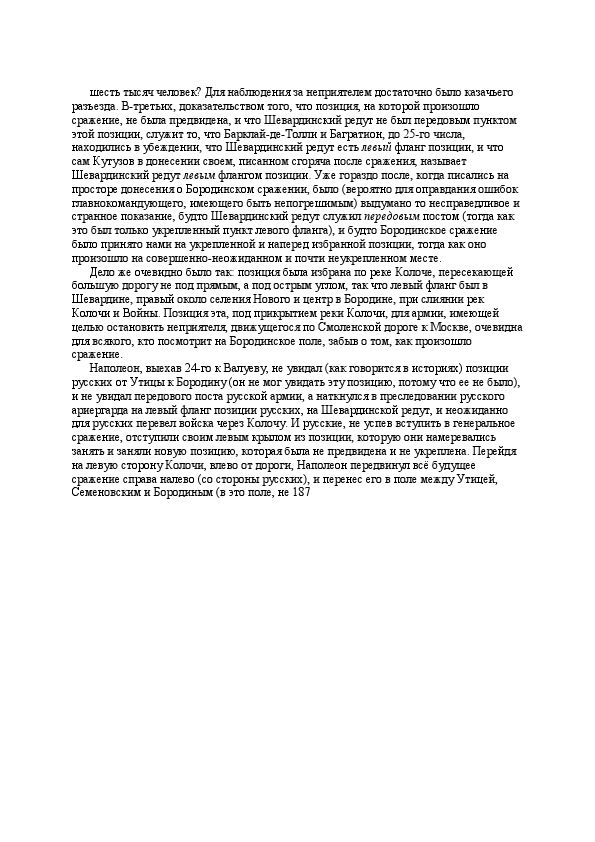 шесть тысяч человек? Для наблюдения за неприятелем достаточно было казачьего
разъезда. В-третьих, доказательством того, что позиция, на которой произошло
сражение, не была предвидена, и что Шевардинский редут не был передовым пунктом
этой позиции, служит то, что Барклай-де-Толли и Багратион, до 25-го числа,
находились в убеждении, что Шевардинский редут есть левый фланг позиции, и что
сам Кутузов в донесении своем, писанном сгоряча после сражения, называет
Шевардинский редут левым флангом позиции. Уже гораздо после, когда писались на
просторе донесения о Бородинском сражении, было (вероятно для оправдания ошибок
главнокомандующего, имеющего быть непогрешимым) выдумано то несправедливое и
странное показание, будто Шевардинский редут служил передовым постом (тогда как
это был только укрепленный пункт левого фланга), и будто Бородинское сражение
было принято нами на укрепленной и наперед избранной позиции, тогда как оно
произошло на совершенно-неожиданном и почти неукрепленном месте.
Дело же очевидно было так: позиция была избрана по реке Колоче, пересекающей
большую дорогу не под прямым, а под острым углом, так что левый фланг был в
Шевардине, правый около селения Нового и центр в Бородине, при слиянии рек
Колочи и Войны. Позиция эта, под прикрытием реки Колочи, для армии, имеющей
целью остановить неприятеля, движущегося по Смоленской дороге к Москве, очевидна
для всякого, кто посмотрит на Бородинское поле, забыв о том, как произошло
сражение.
Наполеон, выехав 24-го к Валуеву, не увидал (как говорится в историях) позиции
русских от Утицы к Бородину (он не мог увидать эту позицию, потому что ее не было),
и не увидал передового поста русской армии, а наткнулся в преследовании русского
ариергарда на левый фланг позиции русских, на Шевардинской редут, и неожиданно
для русских перевел войска через Колочу. И русские, не успев вступить в генеральное
сражение, отступили своим левым крылом из позиции, которую они намеревались
занять и заняли новую позицию, которая была не предвидена и не укреплена. Перейдя
на левую сторону Колочи, влево от дороги, Наполеон передвинул всё будущее
сражение справа налево (со стороны русских), и перенес его в поле между Утицей,
Семеновским и Бородиным (в это поле, не 187